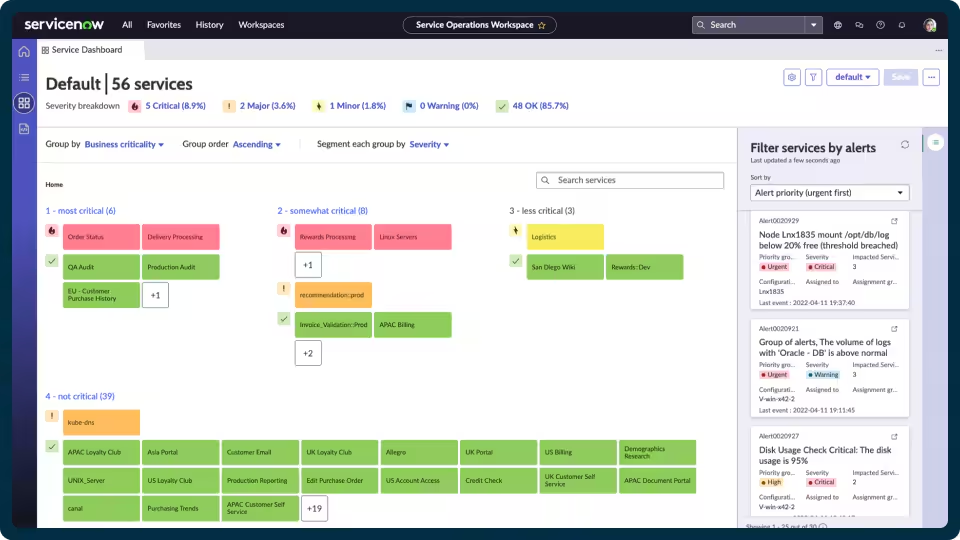 servicenow
All Favorites History Workspaces
Service Operations Workspace
Search
Service Dashboard
Default | 56 services
default
Save
Severity breakdown 5 Critical (8.9%) 2 Major (3.6%) 1 Minor (1.8%) 0 Warning (0%) 48 OK (85.7%)
Group by Business criticality Group order Ascending Segment each group by Severity
Home
Search services
1 - most critical (6)
Order Status Delivery Processing
QA Audit Production Audit
EU - Customer Purchase History +1
2 - somewhat critical (8)
Rewards Processing Linux Servers
+1
recommendation::prod
Invoice_Validation::Prod APAC Billing
+2
3 - less critical (3)
Logistics
San Diego Wiki Rewards::Dev
4 - not critical (39)
kube-dns
APAC Loyalty Club Asia Portal Customer Email UK Loyalty Club Allegro UK Portal US Billing Demographics Research
UNIX_Server US Loyalty Club Production Reporting Edit Purchase Order US Account Access Credit Check UK Customer Self Service APAC Document Portal
canal Purchasing Trends APAC Customer Self Service +19
Filter services by alerts
Last updated a few seconds ago
Sort by
Alert priority (urgent first)
Alert0020929
Node Lnx1835 mount /opt/db/log
below 20% free (threshold breached)
Priority gro... Severity Impacted Servi...
Urgent Critical 3
Configurati... Assigned to Assignment gr...
Lnx1835
Last event : 2022-04-11 19:37:40
Alert0020921
Group of alerts, The volume of logs
with 'Oracle - DB' is above normal
Priority gro... Severity Impacted Servi...
Urgent Warning 3
Configurati... Assigned to Assignment gr...
V-win-x42-2
Last event : 2022-04-11 19:11:45
Alert0020927
Disk Usage Check Critical: The disk
usage is 95%
Priority gro... Severity Impacted Servi...
High Critical 2
Configurati... Assigned to Assignment gr...
V-win-x42-2
Showing 1 - 25 out of 30